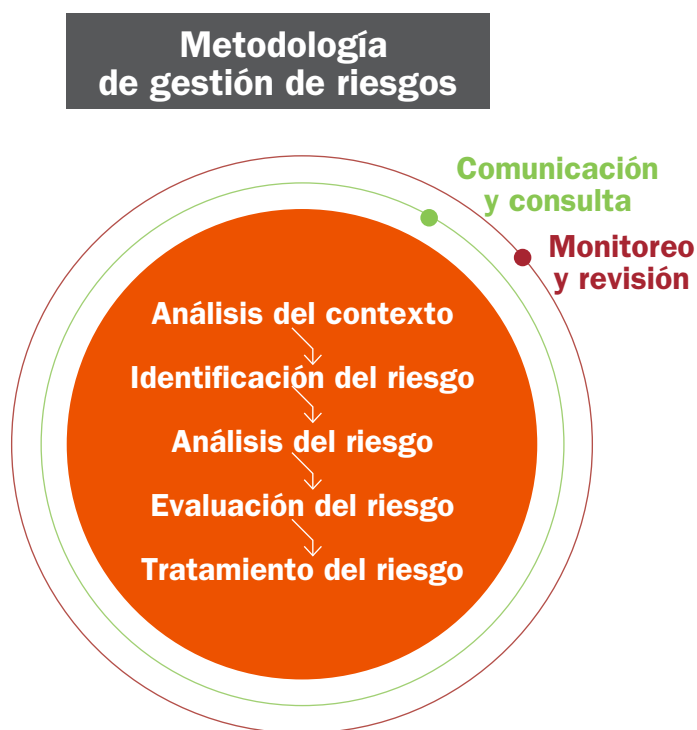 Metodología
de gestión de riesgos
Comunicación
y consulta
Monitoreo
y revisión
Análisis del contexto
Identificación del riesgo
Análisis del riesgo
Evaluación del riesgo
Tratamiento del riesgo